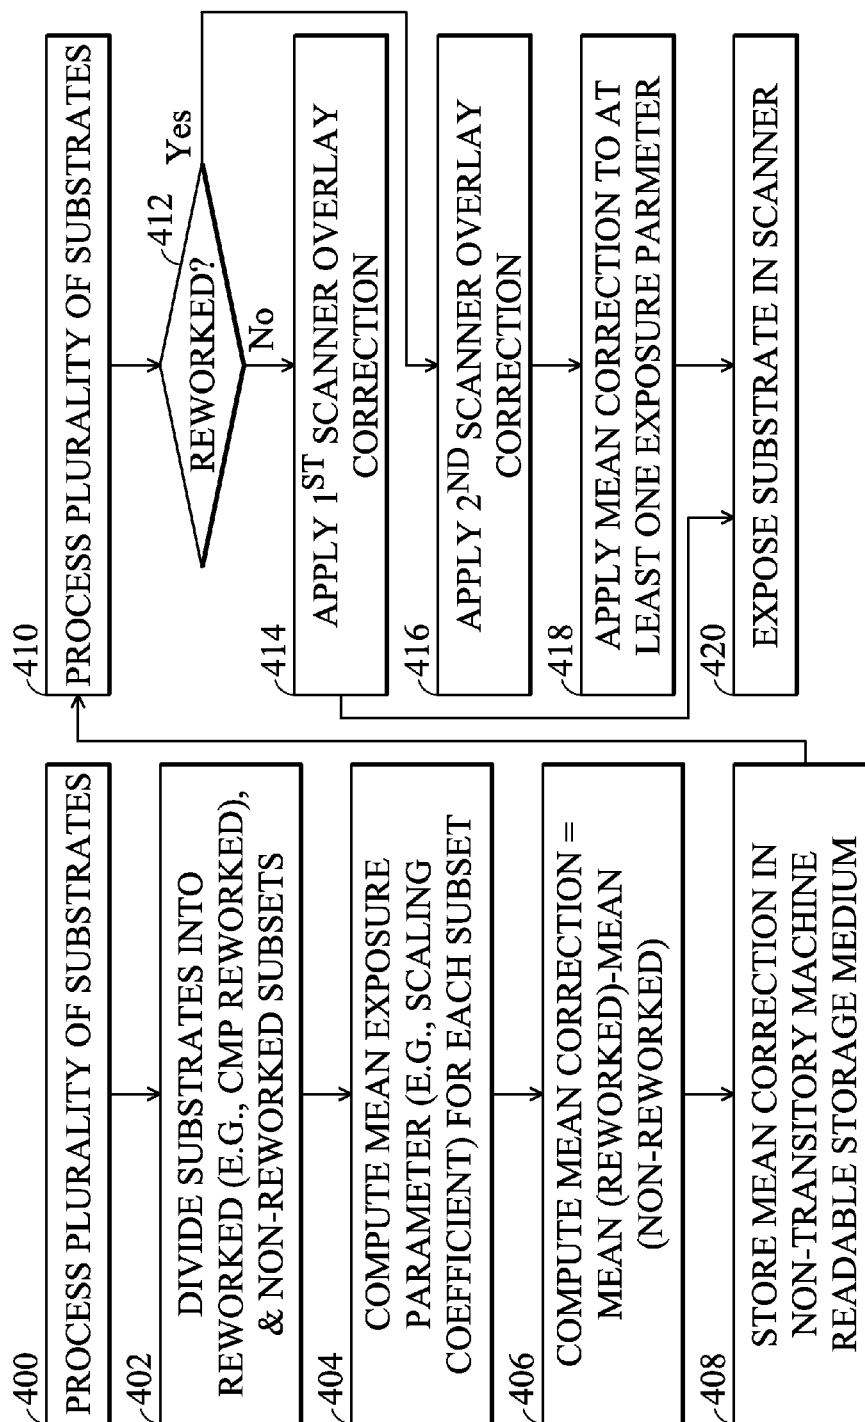 400
PROCESS PLURALITY OF SUBSTRATES
402
DIVIDE SUBSTRATES INTO
REWORKED (E.G., CMP REWORKED),
& NON-REWORKED SUBSETS
404
COMPUTE MEAN EXPOSURE
PARAMETER (E.G., SCALING
COEFFICIENT) FOR EACH SUBSET
406
COMPUTE MEAN CORRECTION =
MEAN (REWORKED)-MEAN
(NON-REWORKED)
408
STORE MEAN CORRECTION IN
NON-TRANSITORY MACHINE
READABLE STORAGE MEDIUM
410
PROCESS PLURALITY OF SUBSTRATES
412
REWORKED?
Yes
No
414
APPLY 1ST SCANNER OVERLAY
CORRECTION
416
APPLY 2ND SCANNER OVERLAY
CORRECTION
418
APPLY MEAN CORRECTION TO AT
LEAST ONE EXPOSURE PARMETER
420
EXPOSE SUBSTRATE IN SCANNER